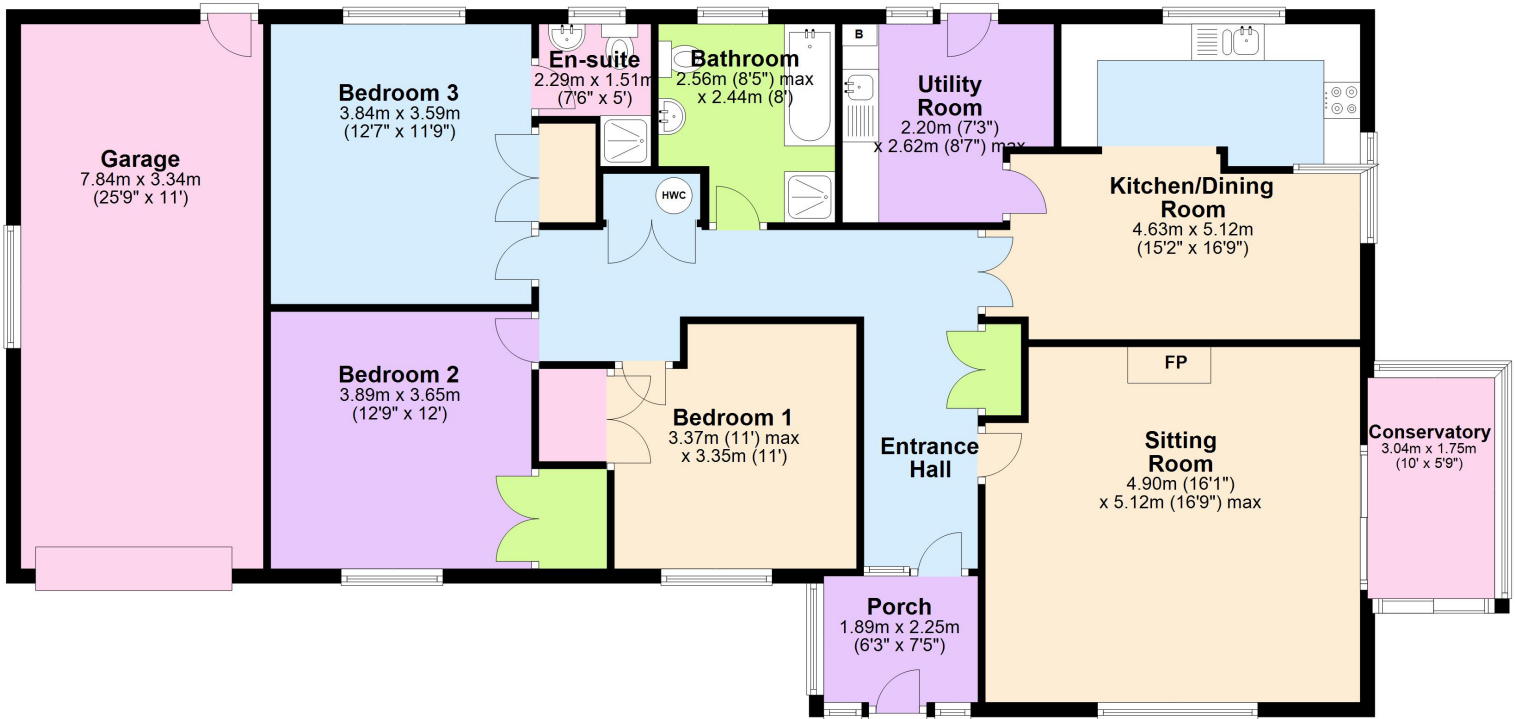 Garage
7.84m x 3.34m
(25'9" x 11')
Bedroom 3
3.84m x 3.59m
(12'7" x 11'9")
En-suite
2.29m x 1.51m
(7'6" x 5')
Bathroom
2.56m (8'5") max
x 2.44m (8')
B
Utility
Room
2.20m (7'3")
x 2.62m (8'7") max
HWC
Kitchen/Dining
Room
4.63m x 5.12m
(15'2" x 16'9")
Bedroom 2
3.89m x 3.65m
(12'9" x 12')
Bedroom 1
3.37m (11') max
x 3.35m (11')
Entrance
Hall
FP
Sitting
Room
4.90m (16'1")
x 5.12m (16'9") max
Conservatory
3.04m x 1.75m
(10' x 5'9")
Porch
1.89m x 2.25m
(6'3" x 7'5")